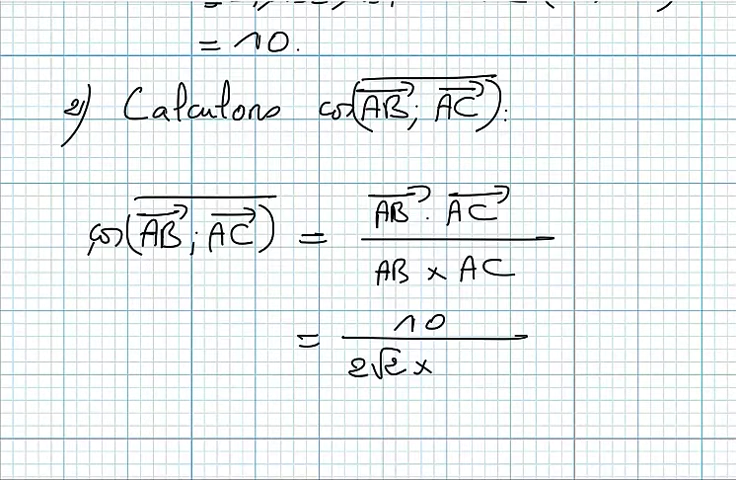 = 10.
2) Calculons cos(AB; AC):
cos(AB; AC) = AB . AC / AB × AC
= 10 / 2√2 ×